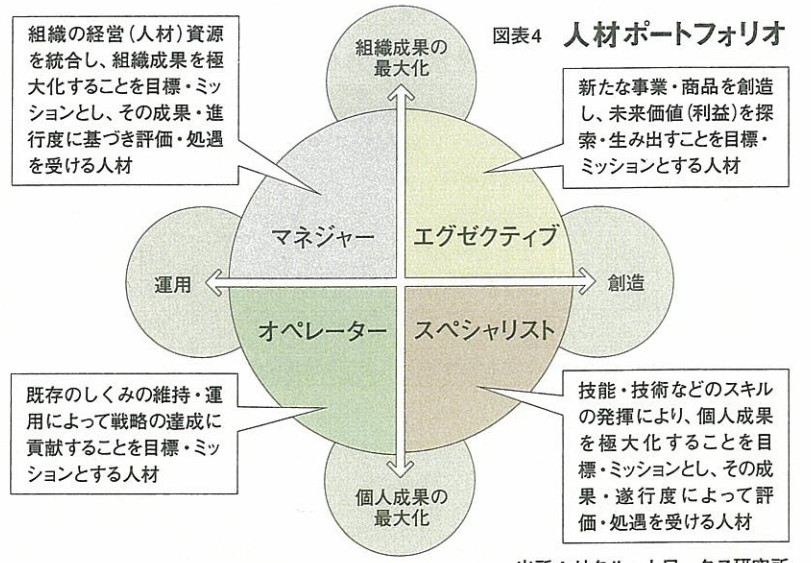 図表4 人材ポートフォリオ
組織の経営(人材)資源
を統合し、組織成果を極
大化することを目標・ミッ
ションとし、その成果・進
行度に基づき評価・処遇
を受ける人材
組織成果の
最大化
新たな事業・商品を創造
し、未来価値(利益)を探
索・生み出すことを目標・
ミッションとする人材
マネジャー
エグゼクティブ
運用
創造
オペレーター
スペシャリスト
既存のしくみの維持・運
用によって戦略の達成に
貢献することを目標・ミッ
ションとする人材
技能・技術などのスキル
の発揮により、個人成果
を極大化することを目
標・ミッションとし、その成
果・遂行度によって評
価・処遇を受ける人材
個人成果の
最大化